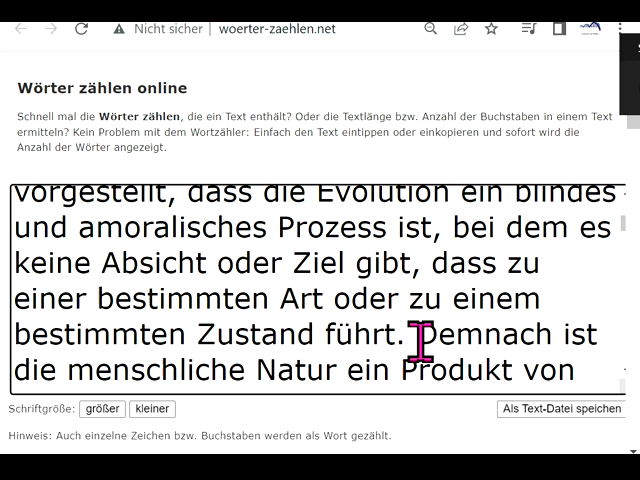 Nicht sicher | woerter-zaehlen.net
Wörter zählen online
Schnell mal die Wörter zählen, die ein Text enthält? Oder die Textlänge bzw. Anzahl der Buchstaben in einem Text
ermitteln? Kein Problem mit dem Wortzähler: Einfach den Text eintippen oder einkopieren und sofort wird die
Anzahl der Wörter angezeigt.
vorgestellt, dass die Evolution ein blindes
und amoralisches Prozess ist, bei dem es
keine Absicht oder Ziel gibt, dass zu
einer bestimmten Art oder zu einem
bestimmten Zustand führt. Demnach ist
die menschliche Natur ein Produkt von
Schriftgröße: größer kleiner Als Text-Datei speichen
Hinweis: Auch einzelne Zeichen bzw. Buchstaben werden als Wort gezählt.